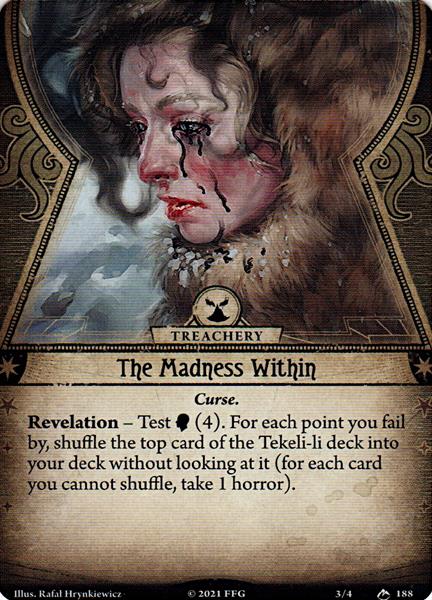 TREACHERY
The Madness Within
Curse.
Revelation – Test (4). For each point you fail
by, shuffle the top card of the Tekeli-li deck into
your deck without looking at it (for each card
you cannot shuffle, take 1 horror).
Illus. Rafal Hrynkiewicz © 2021 FFG 3/4 188